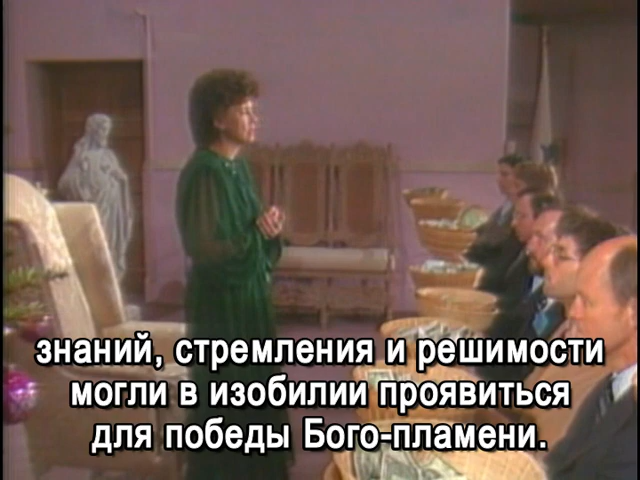 знаний, стремления и решимости
могли в изобилии проявиться
для победы Бого-пламени.